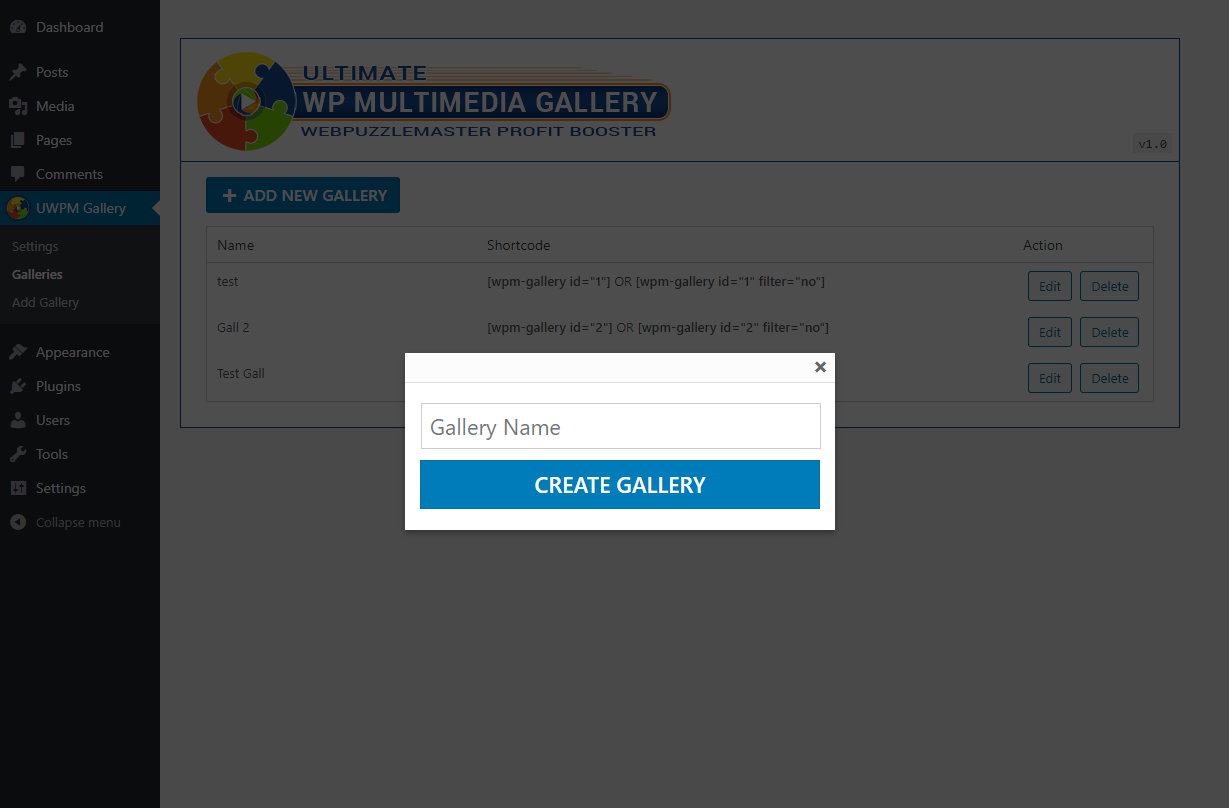 Dashboard
Posts
Media
Pages
Comments
UWPM Gallery
Settings
Galleries
Add Gallery
Appearance
Plugins
Users
Tools
Settings
Collapse menu
ULTIMATE
WP MULTIMEDIA GALLERY
WEBPUZZLEMASTER PROFIT BOOSTER
v1.0
+ ADD NEW GALLERY
Name Shortcode Action
test [wpm-gallery id="1"] OR [wpm-gallery id="1" filter="no"] Edit Delete
Gall 2 [wpm-gallery id="2"] OR [wpm-gallery id="2" filter="no"] Edit Delete
Test Gall Edit Delete
×
Gallery Name
CREATE GALLERY